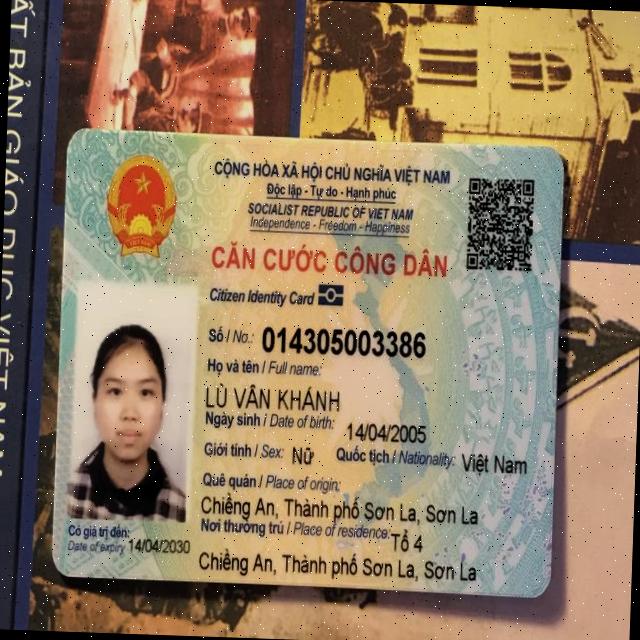 ẤT BẢN GIÁO DỤC VIỆT NAM
CỘNG HÒA XÃ HỘI CHỦ NGHĨA VIỆT NAM
Độc lập - Tự do - Hạnh phúc
SOCIALIST REPUBLIC OF VIET NAM
Independence - Freedom - Happiness
CĂN CƯỚC CÔNG DÂN
Citizen Identity Card
Số / No.: 014305003386
Họ và tên / Full name:
LÙ VÂN KHÁNH
Ngày sinh / Date of birth: 14/04/2005
Giới tính / Sex: Nữ Quốc tịch / Nationality: Việt Nam
Quê quán / Place of origin:
Chiềng An, Thành phố Sơn La, Sơn La
Nơi thường trú / Place of residence: Tổ 4
Chiềng An, Thành phố Sơn La, Sơn La
Có giá trị đến:
Date of expiry 14/04/2030